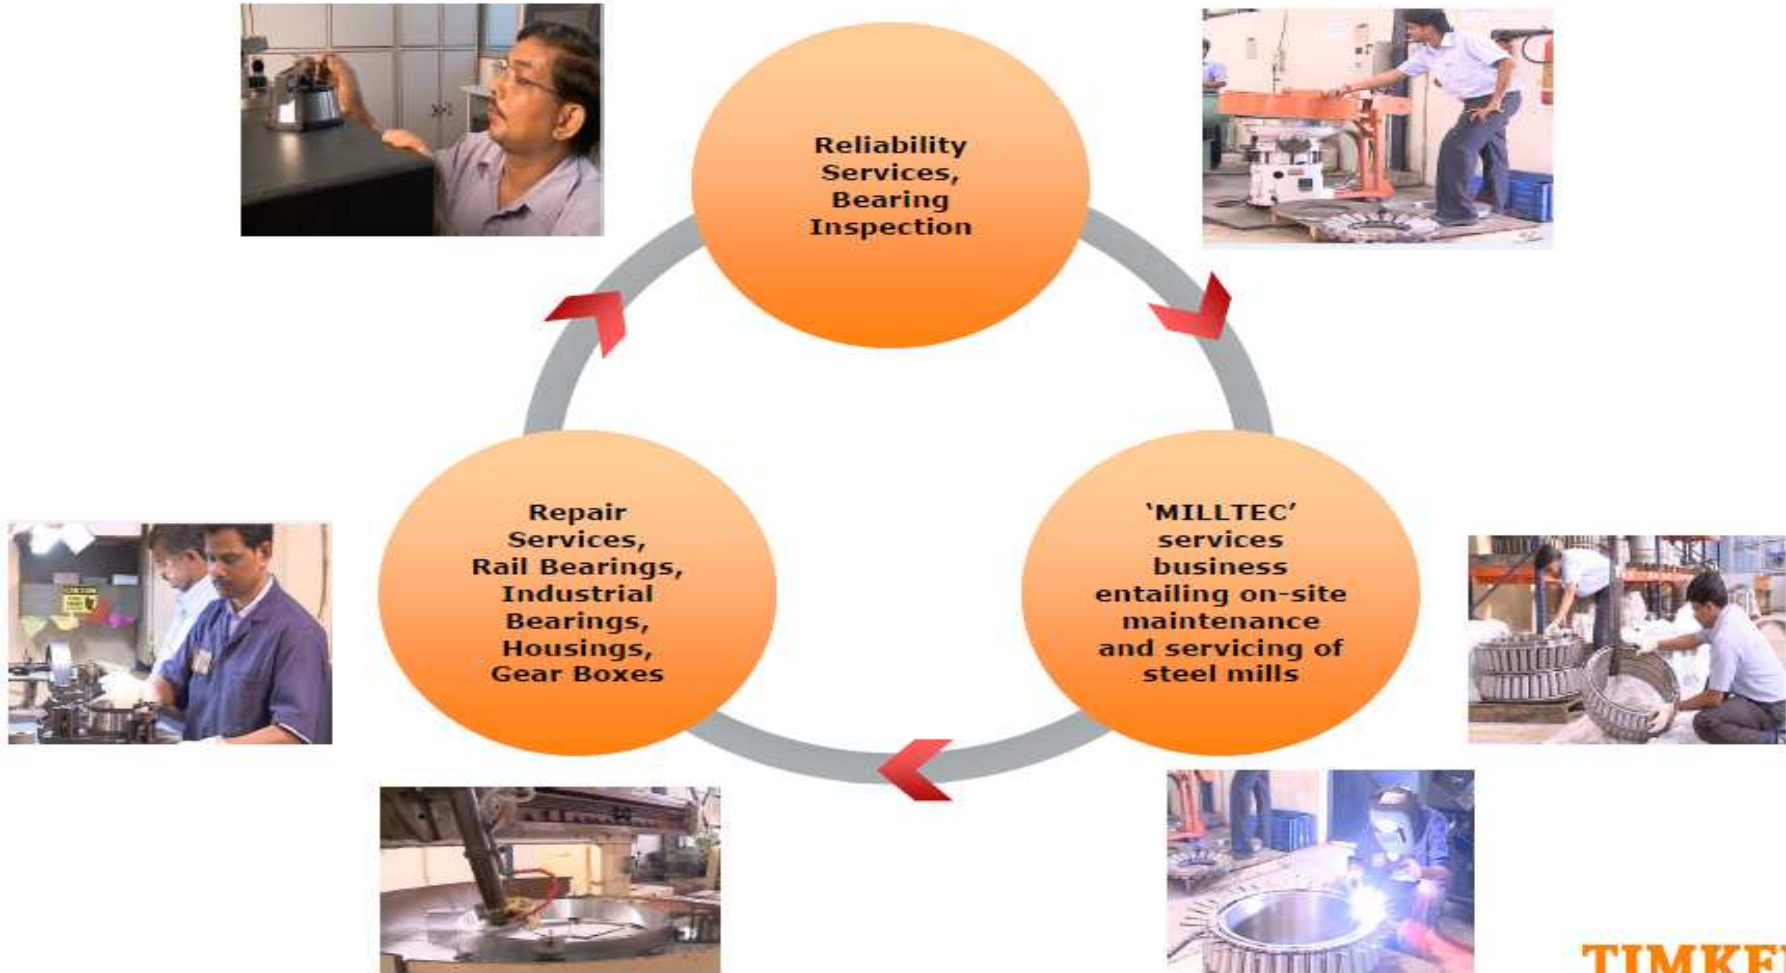 Reliability
Services,
Bearing
Inspection
‘MILLTEC’
services
business
entailing on-site
maintenance
and servicing of
steel mills
Repair
Services,
Rail Bearings,
Industrial
Bearings,
Housings,
Gear Boxes